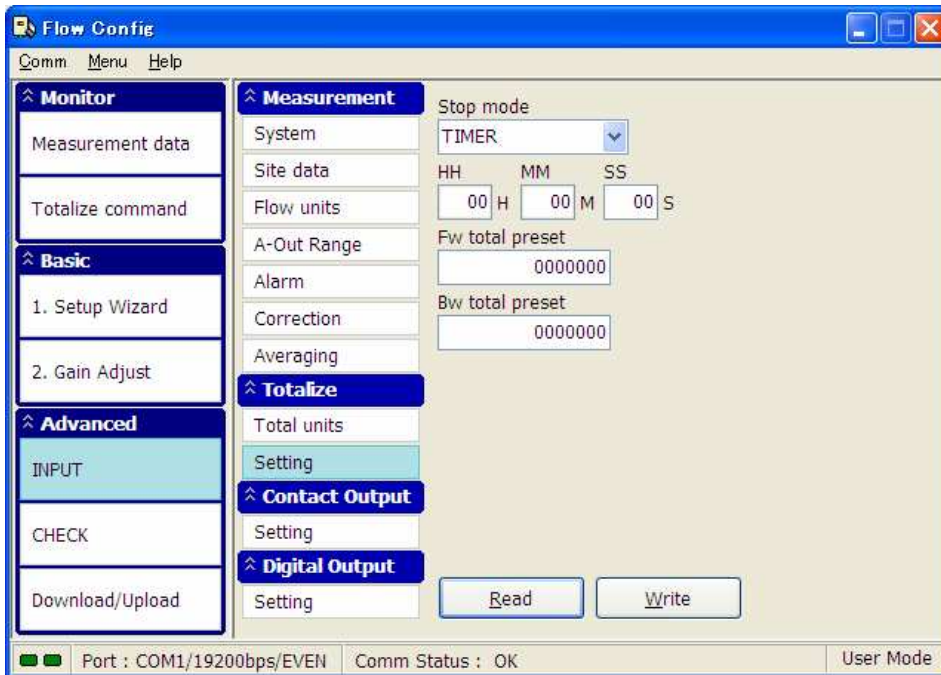 Flow Config
Comm Menu Help
Monitor
Measurement data
Totalize command
Basic
1. Setup Wizard
2. Gain Adjust
Advanced
INPUT
CHECK
Download/Upload
Measurement
System
Site data
Flow units
A-Out Range
Alarm
Correction
Averaging
Totalize
Total units
Setting
Contact Output
Setting
Digital Output
Setting
Stop mode
TIMER
HH MM SS
00 H 00 M 00 S
Fw total preset
0000000
Bw total preset
0000000
Read Write
Port : COM1/19200bps/EVEN Comm Status : OK User Mode